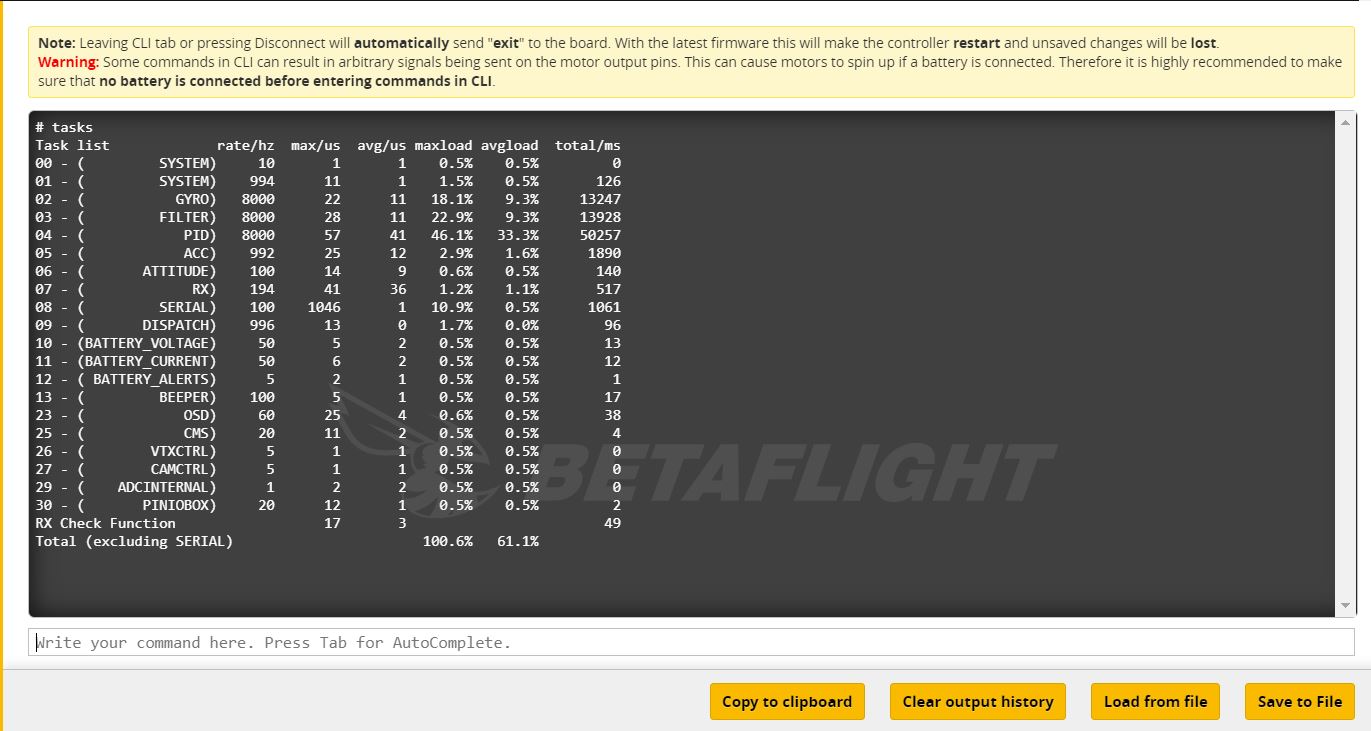 Note: Leaving CLI tab or pressing Disconnect will automatically send "exit" to the board. With the latest firmware this will make the controller restart and unsaved changes will be lost.
Warning: Some commands in CLI can result in arbitrary signals being sent on the motor output pins. This can cause motors to spin up if a battery is connected. Therefore it is highly recommended to make
sure that no battery is connected before entering commands in CLI.
# tasks
Task list rate/hz max/us avg/us maxload avgload total/ms
00 - ( SYSTEM) 10 1 1 0.5% 0.5% 0
01 - ( SYSTEM) 994 11 1 1.5% 0.5% 126
02 - ( GYRO) 8000 22 11 18.1% 9.3% 13247
03 - ( FILTER) 8000 28 11 22.9% 9.3% 13928
04 - ( PID) 8000 57 41 46.1% 33.3% 50257
05 - ( ACC) 992 25 12 2.9% 1.6% 1890
06 - ( ATTITUDE) 100 14 9 0.6% 0.5% 140
07 - ( RX) 194 41 36 1.2% 1.1% 517
08 - ( SERIAL) 100 1046 1 10.9% 0.5% 1061
09 - ( DISPATCH) 996 13 0 1.7% 0.0% 96
10 - (BATTERY_VOLTAGE) 50 5 2 0.5% 0.5% 13
11 - (BATTERY_CURRENT) 50 6 2 0.5% 0.5% 12
12 - ( BATTERY_ALERTS) 5 2 1 0.5% 0.5% 1
13 - ( BEEPER) 100 5 1 0.5% 0.5% 17
23 - ( OSD) 60 25 4 0.6% 0.5% 38
25 - ( CMS) 20 11 2 0.5% 0.5% 4
26 - ( VTXCTRL) 5 1 1 0.5% 0.5% 0
27 - ( CAMCTRL) 5 1 1 0.5% 0.5% 0
29 - ( ADCINTERNAL) 1 2 2 0.5% 0.5% 0
30 - ( PINIOBOX) 20 12 1 0.5% 0.5% 2
RX Check Function 17 3 49
Total (excluding SERIAL) 100.6% 61.1%
BETAFLIGHT
Write your command here. Press Tab for AutoComplete.
Copy to clipboard Clear output history Load from file Save to File